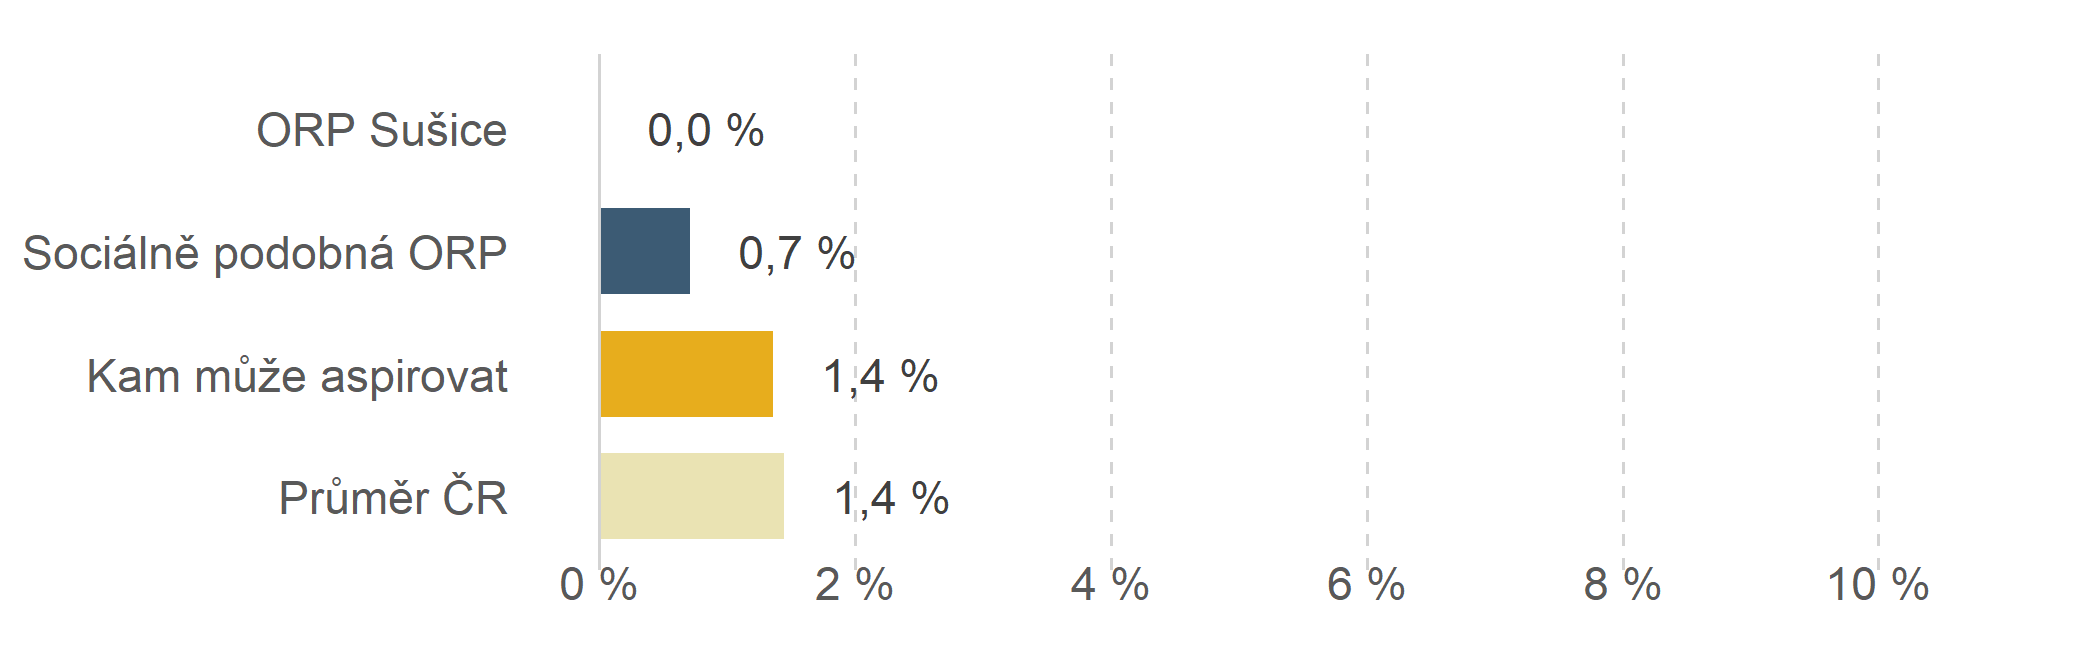 ORP Sušice
0,0 %
Sociálně podobná ORP
0,7 %
Kam může aspirovat
1,4 %
Průměr ČR
1,4 %
0 % 2 % 4 % 6 % 8 % 10 %